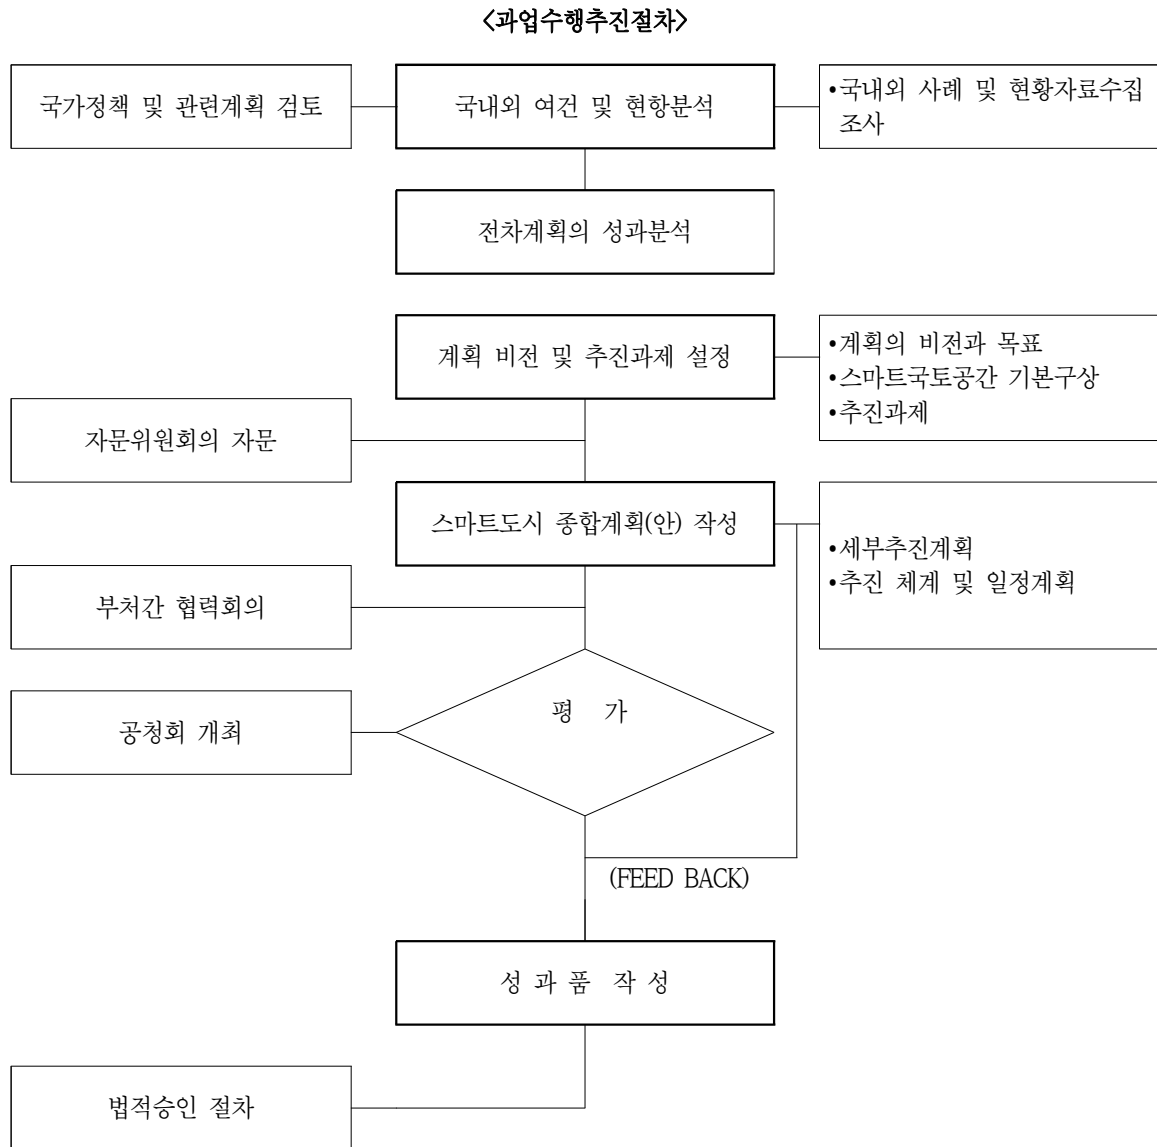 <과업수행추진절차>
국가정책 및 관련계획 검토
국내외 여건 및 현항분석
•국내외 사례 및 현황자료수집
조사
전차계획의 성과분석
계획 비전 및 추진과제 설정
•계획의 비전과 목표
•스마트국토공간 기본구상
•추진과제
자문위원회의 자문
스마트도시 종합계획(안) 작성
•세부추진계획
•추진 체계 및 일정계획
부처간 협력회의
평 가
공청회 개최
(FEED BACK)
성 과 품 작 성
법적승인 절차